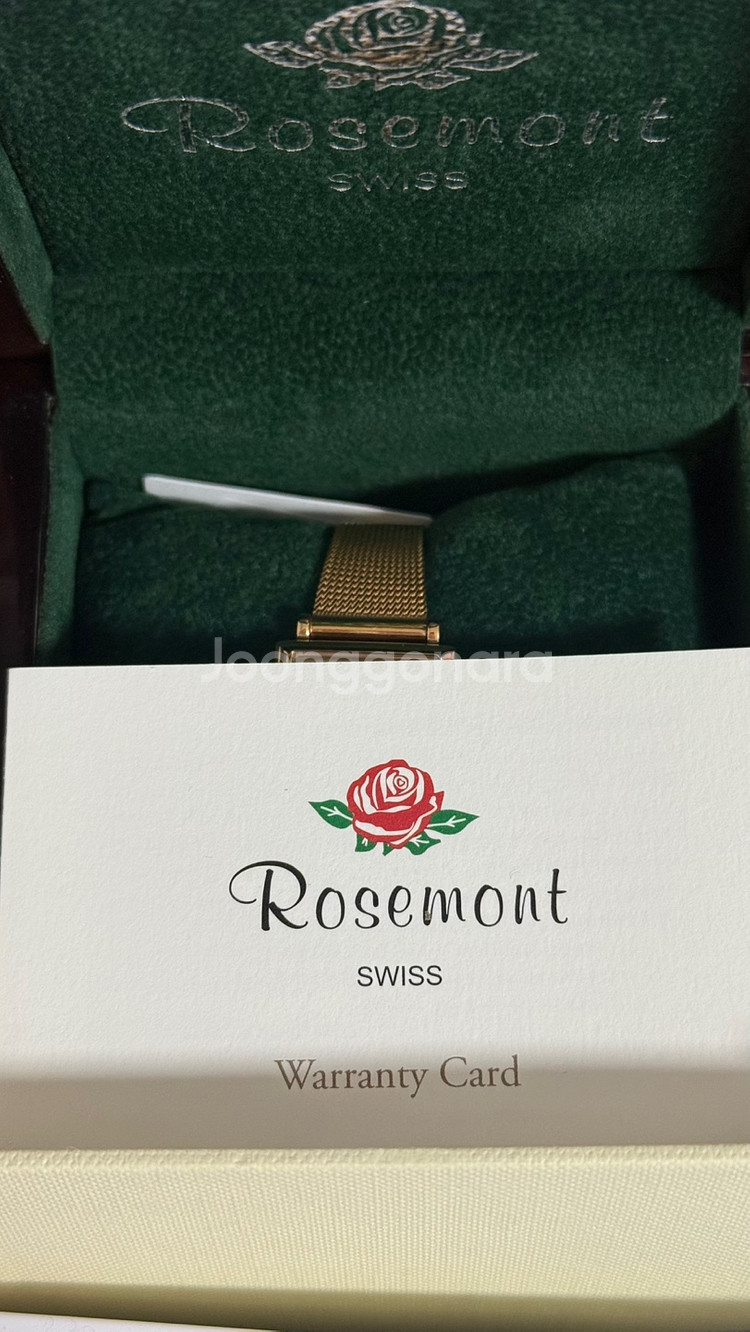 Rosemont
SWISS
Joonggonara
Rosemont
SWISS
Warranty Card